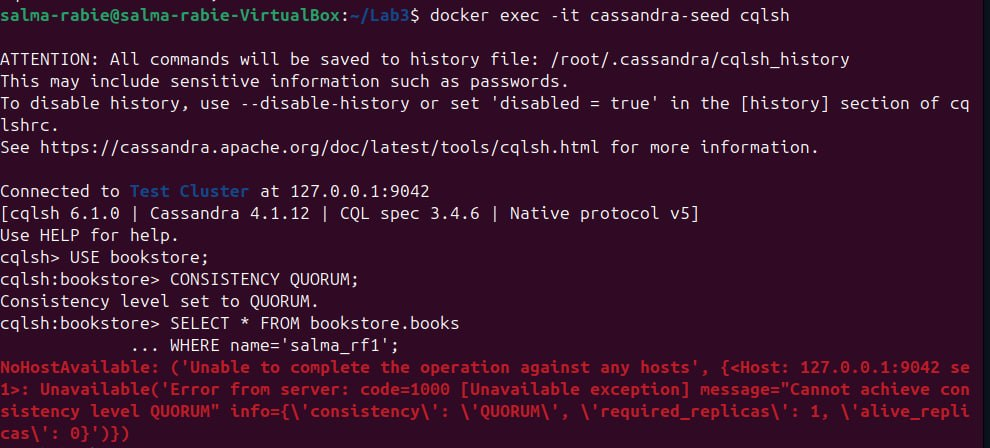 salma-rabie@salma-rabie-VirtualBox:~/Lab3$ docker exec -it cassandra-seed cqlsh
ATTENTION: All commands will be saved to history file: /root/.cassandra/cqlsh_history
This may include sensitive information such as passwords.
To disable history, use --disable-history or set 'disabled = true' in the [history] section of cq
lshrc.
See https://cassandra.apache.org/doc/latest/tools/cqlsh.html for more information.
Connected to Test Cluster at 127.0.0.1:9042
[cqlsh 6.1.0 | Cassandra 4.1.12 | CQL spec 3.4.6 | Native protocol v5]
Use HELP for help.
cqlsh> USE bookstore;
cqlsh:bookstore> CONSISTENCY QUORUM;
Consistency level set to QUORUM.
cqlsh:bookstore> SELECT * FROM bookstore.books
... WHERE name='salma_rf1';
NoHostAvailable: ('Unable to complete the operation against any hosts', {<Host: 127.0.0.1:9042 se
1>: Unavailable('Error from server: code=1000 [Unavailable exception] message="Cannot achieve con
sistency level QUORUM" info={\'consistency\': \'QUORUM\', \'required_replicas\': 1, \'alive_repli
cas\': 0}')})